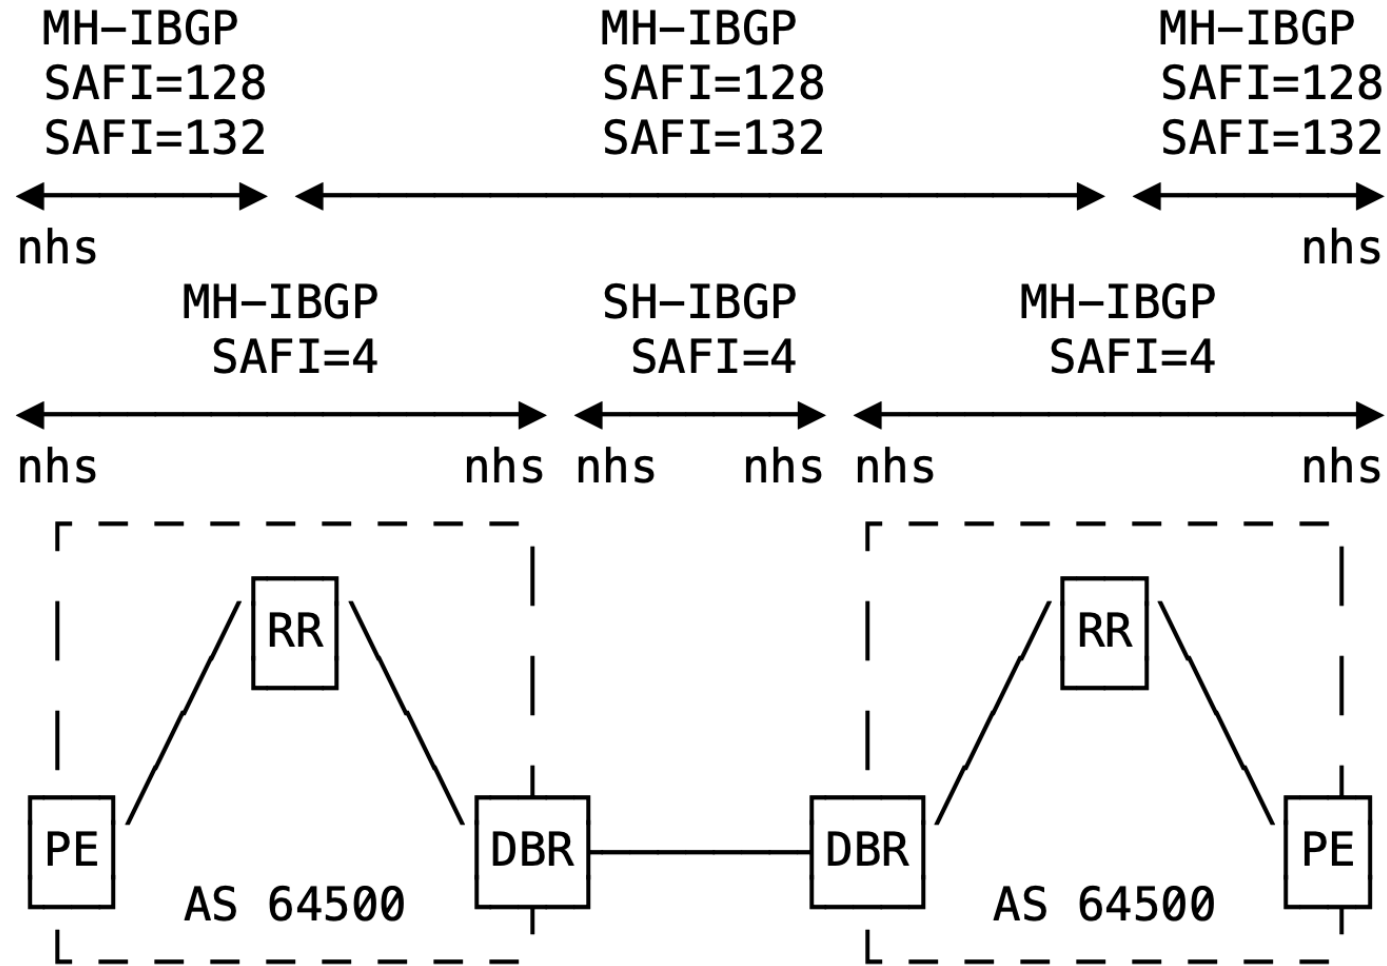 MH-IBGP MH-IBGP MH-IBGP
SAFI=128 SAFI=128 SAFI=128
SAFI=132 SAFI=132 SAFI=132
nhs nhs
MH-IBGP SH-IBGP MH-IBGP
SAFI=4 SAFI=4 SAFI=4
nhs nhs nhs nhs nhs nhs
RR RR
PE DBR DBR PE
AS 64500 AS 64500